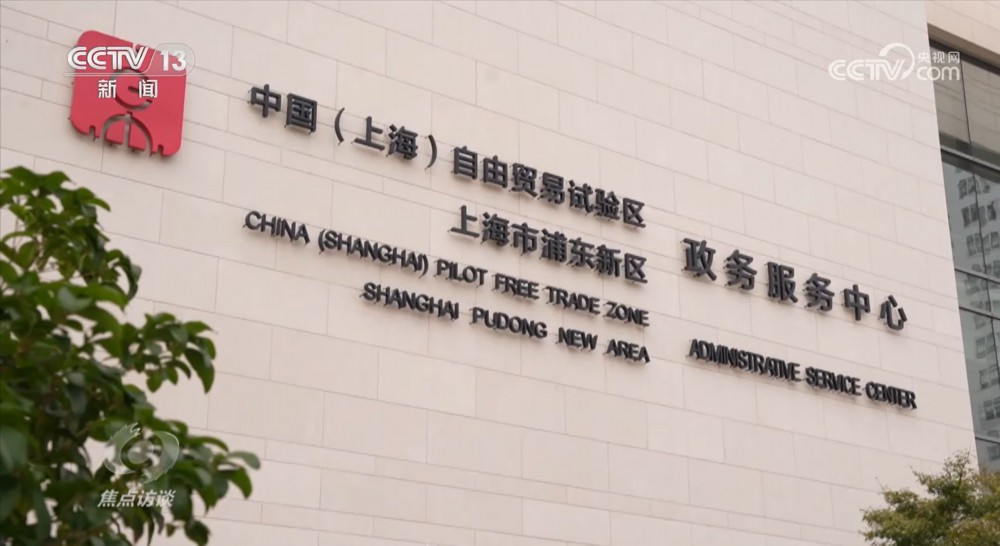 CCTV 13
新闻
央视网
CCTV.com
中国（上海）自由贸易试验区
上海市浦东新区
政务服务中心
CHINA (SHANGHAI) PILOT FREE TRADE ZONE
SHANGHAI PUDONG NEW AREA
ADMINISTRATIVE SERVICE CENTER
焦点访谈